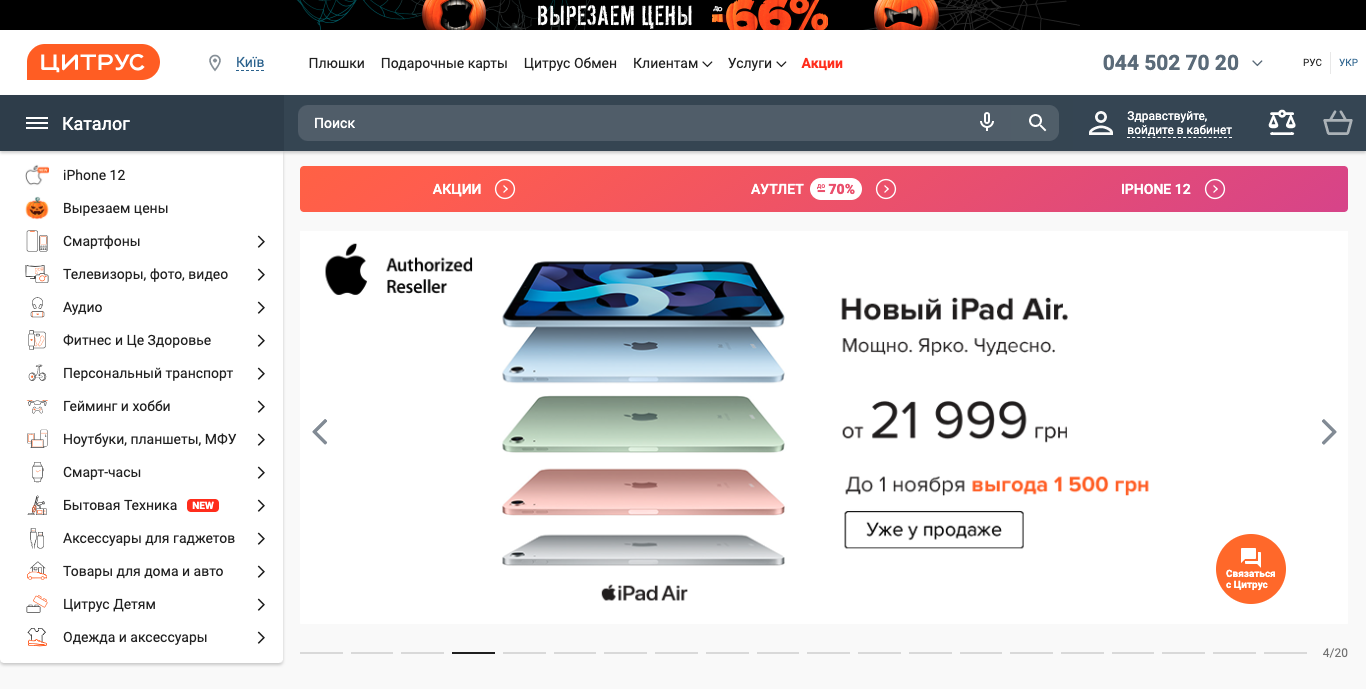 ВЫРЕЗАЕМ ЦЕНЫ ДО -66%
ЦИТРУС
Київ
Плюшки Подарочные карты Цитрус Обмен Клиентам Услуги Акции
044 502 70 20
РУС УКР
Каталог
Поиск
Здравствуйте,
войдите в кабинет
iPhone 12
Вырезаем цены
Смартфоны
Телевизоры, фото, видео
Аудио
Фитнес и Це Здоровье
Персональный транспорт
Гейминг и хобби
Ноутбуки, планшеты, МФУ
Смарт-часы
Бытовая Техника NEW
Аксессуары для гаджетов
Товары для дома и авто
Цитрус Детям
Одежда и аксессуары
АКЦИИ
АУТЛЕТ ДО -70%
IPHONE 12
Authorized
Reseller
Новый iPad Air.
Мощно. Ярко. Чудесно.
от 21 999 грн
До 1 ноября выгода 1 500 грн
Уже у продаже
iPad Air
Связаться
с Цитрус
4/20